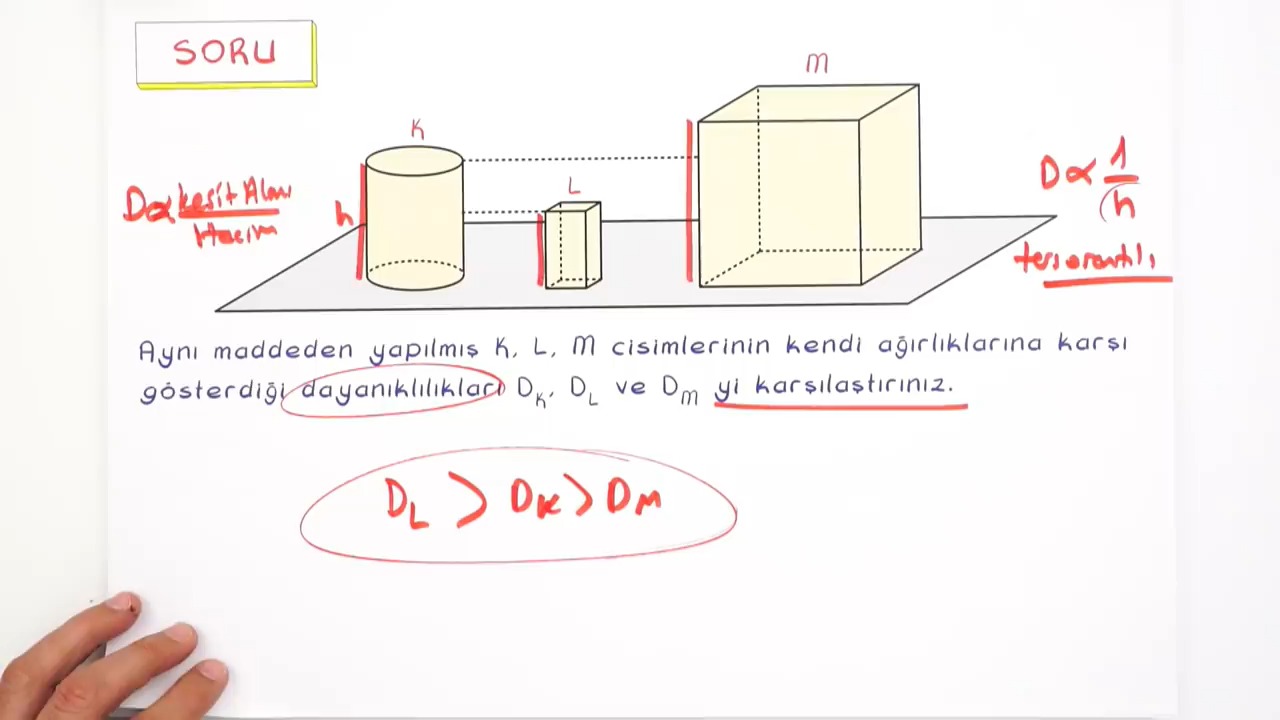 SORU
M
K
L
h
D∝ Kesit Alanı
Hacim
D∝ 1
h
ters orantılı
Aynı maddeden yapılmış K, L, M cisimlerinin kendi ağırlıklarına karşı
gösterdiği dayanıklılıkları D_K, D_L ve D_M yi karşılaştırınız.
D_L > D_K > D_M